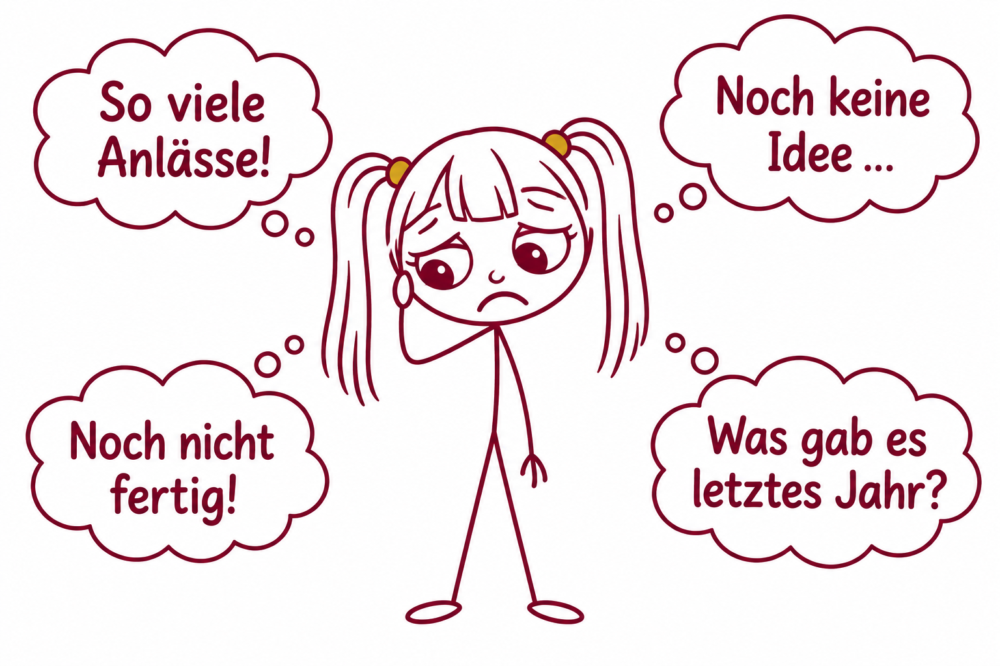 So viele
Anlässe!
Noch keine
Idee ...
Noch nicht
fertig!
Was gab es
letztes Jahr?